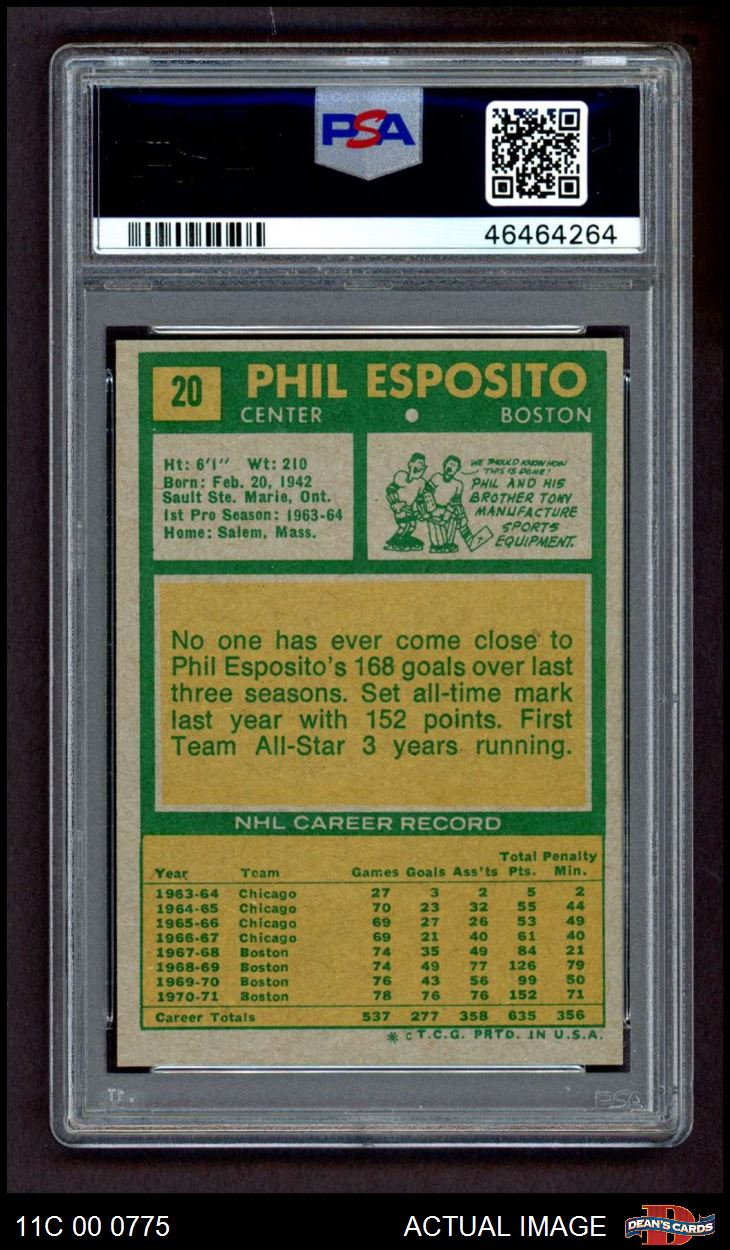 PSA
46464264
20 PHIL ESPOSITO
CENTER • BOSTON
Ht: 6'1" Wt: 210
Born: Feb. 20, 1942
Sault Ste. Marie, Ont.
1st Pro Season: 1963-64
Home: Salem, Mass.
WE SHOULD KNOW HOW
THIS IS DONE!
PHIL AND HIS
BROTHER TONY
MANUFACTURE
SPORTS
EQUIPMENT.
No one has ever come close to
Phil Esposito's 168 goals over last
three seasons. Set all-time mark
last year with 152 points. First
Team All-Star 3 years running.
NHL CAREER RECORD
Total Penalty
Year Team Games Goals Ass'ts Pts. Min.
1963-64 Chicago 27 3 2 5 2
1964-65 Chicago 70 23 32 55 44
1965-66 Chicago 69 27 26 53 49
1966-67 Chicago 69 21 40 61 40
1967-68 Boston 74 35 49 84 21
1968-69 Boston 74 49 77 126 79
1969-70 Boston 76 43 56 99 50
1970-71 Boston 78 76 76 152 71
Career Totals 537 277 358 635 356
* © T.C.G. PRTD. IN U.S.A.
PSA
11C 00 0775 ACTUAL IMAGE DEAN'S CARDS